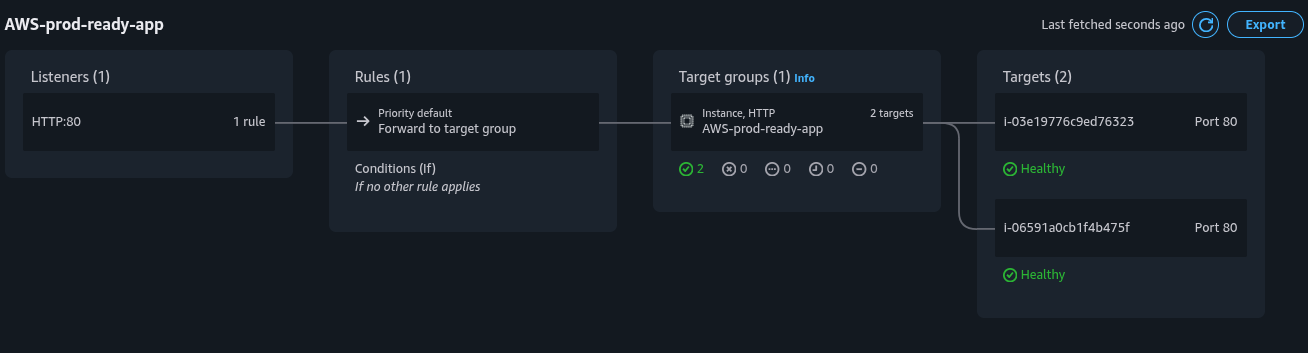 AWS-prod-ready-app
Last fetched seconds ago
Export
Listeners (1)
HTTP:80
1 rule
Rules (1)
Priority default
Forward to target group
Conditions (If)
If no other rule applies
Target groups (1) Info
Instance, HTTP
2 targets
AWS-prod-ready-app
2 0 0 0 0
Targets (2)
i-03e19776c9ed76323 Port 80
Healthy
i-06591a0cb1f4b475f Port 80
Healthy